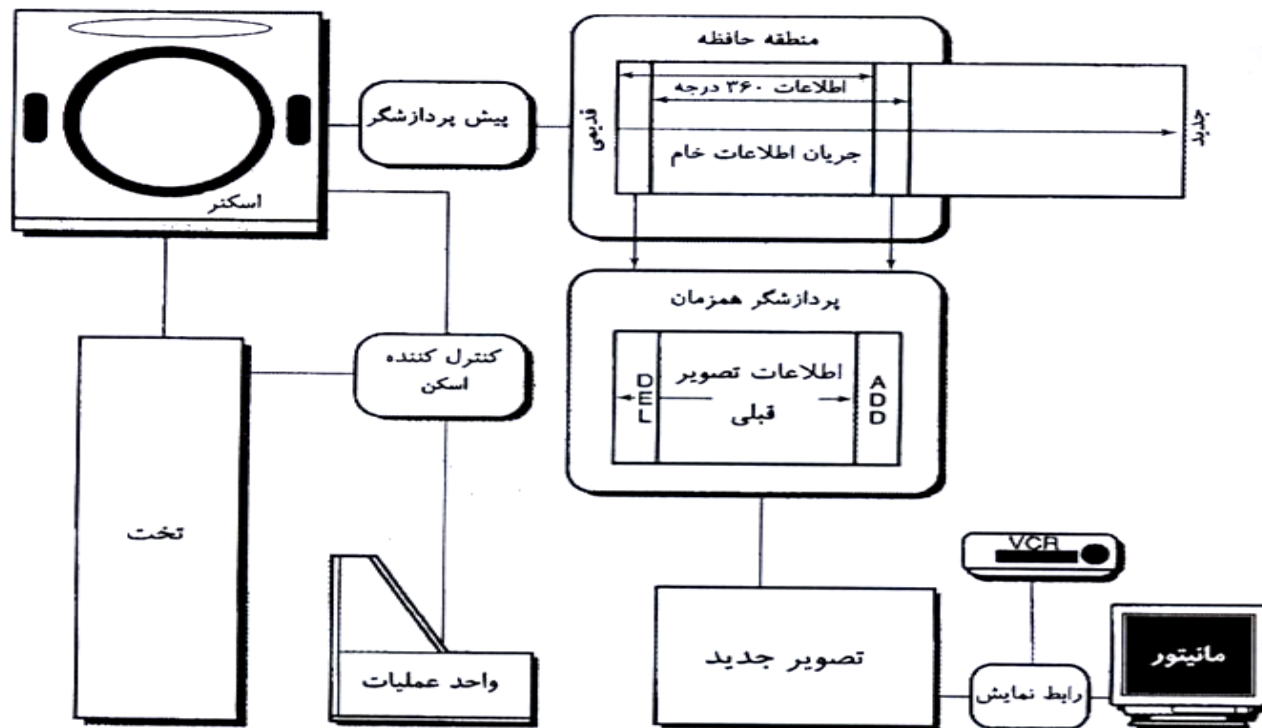 منطقه حافظه
اطلاعات ۳۶۰ درجه
قدیمی
جدید
جریان اطلاعات خام
پیش پردازشگر
اسکنر
پردازشگر همزمان
اطلاعات تصویر
قبلی
DEL
ADD
کنترل کننده
اسکن
تخت
واحد عملیات
تصویر جدید
VCR
رابط نمایش
مانیتور